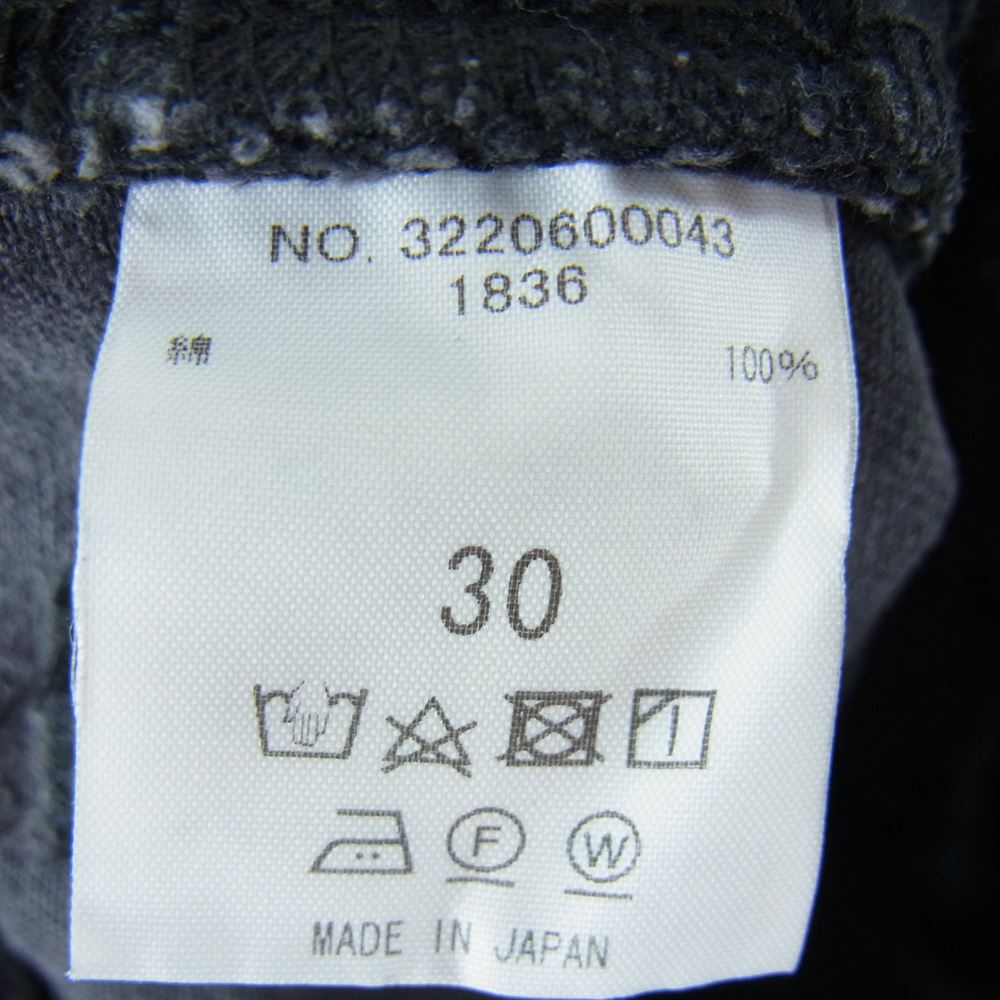 NO. 3220600043
1836
綿 100%
30
F W
MADE IN JAPAN